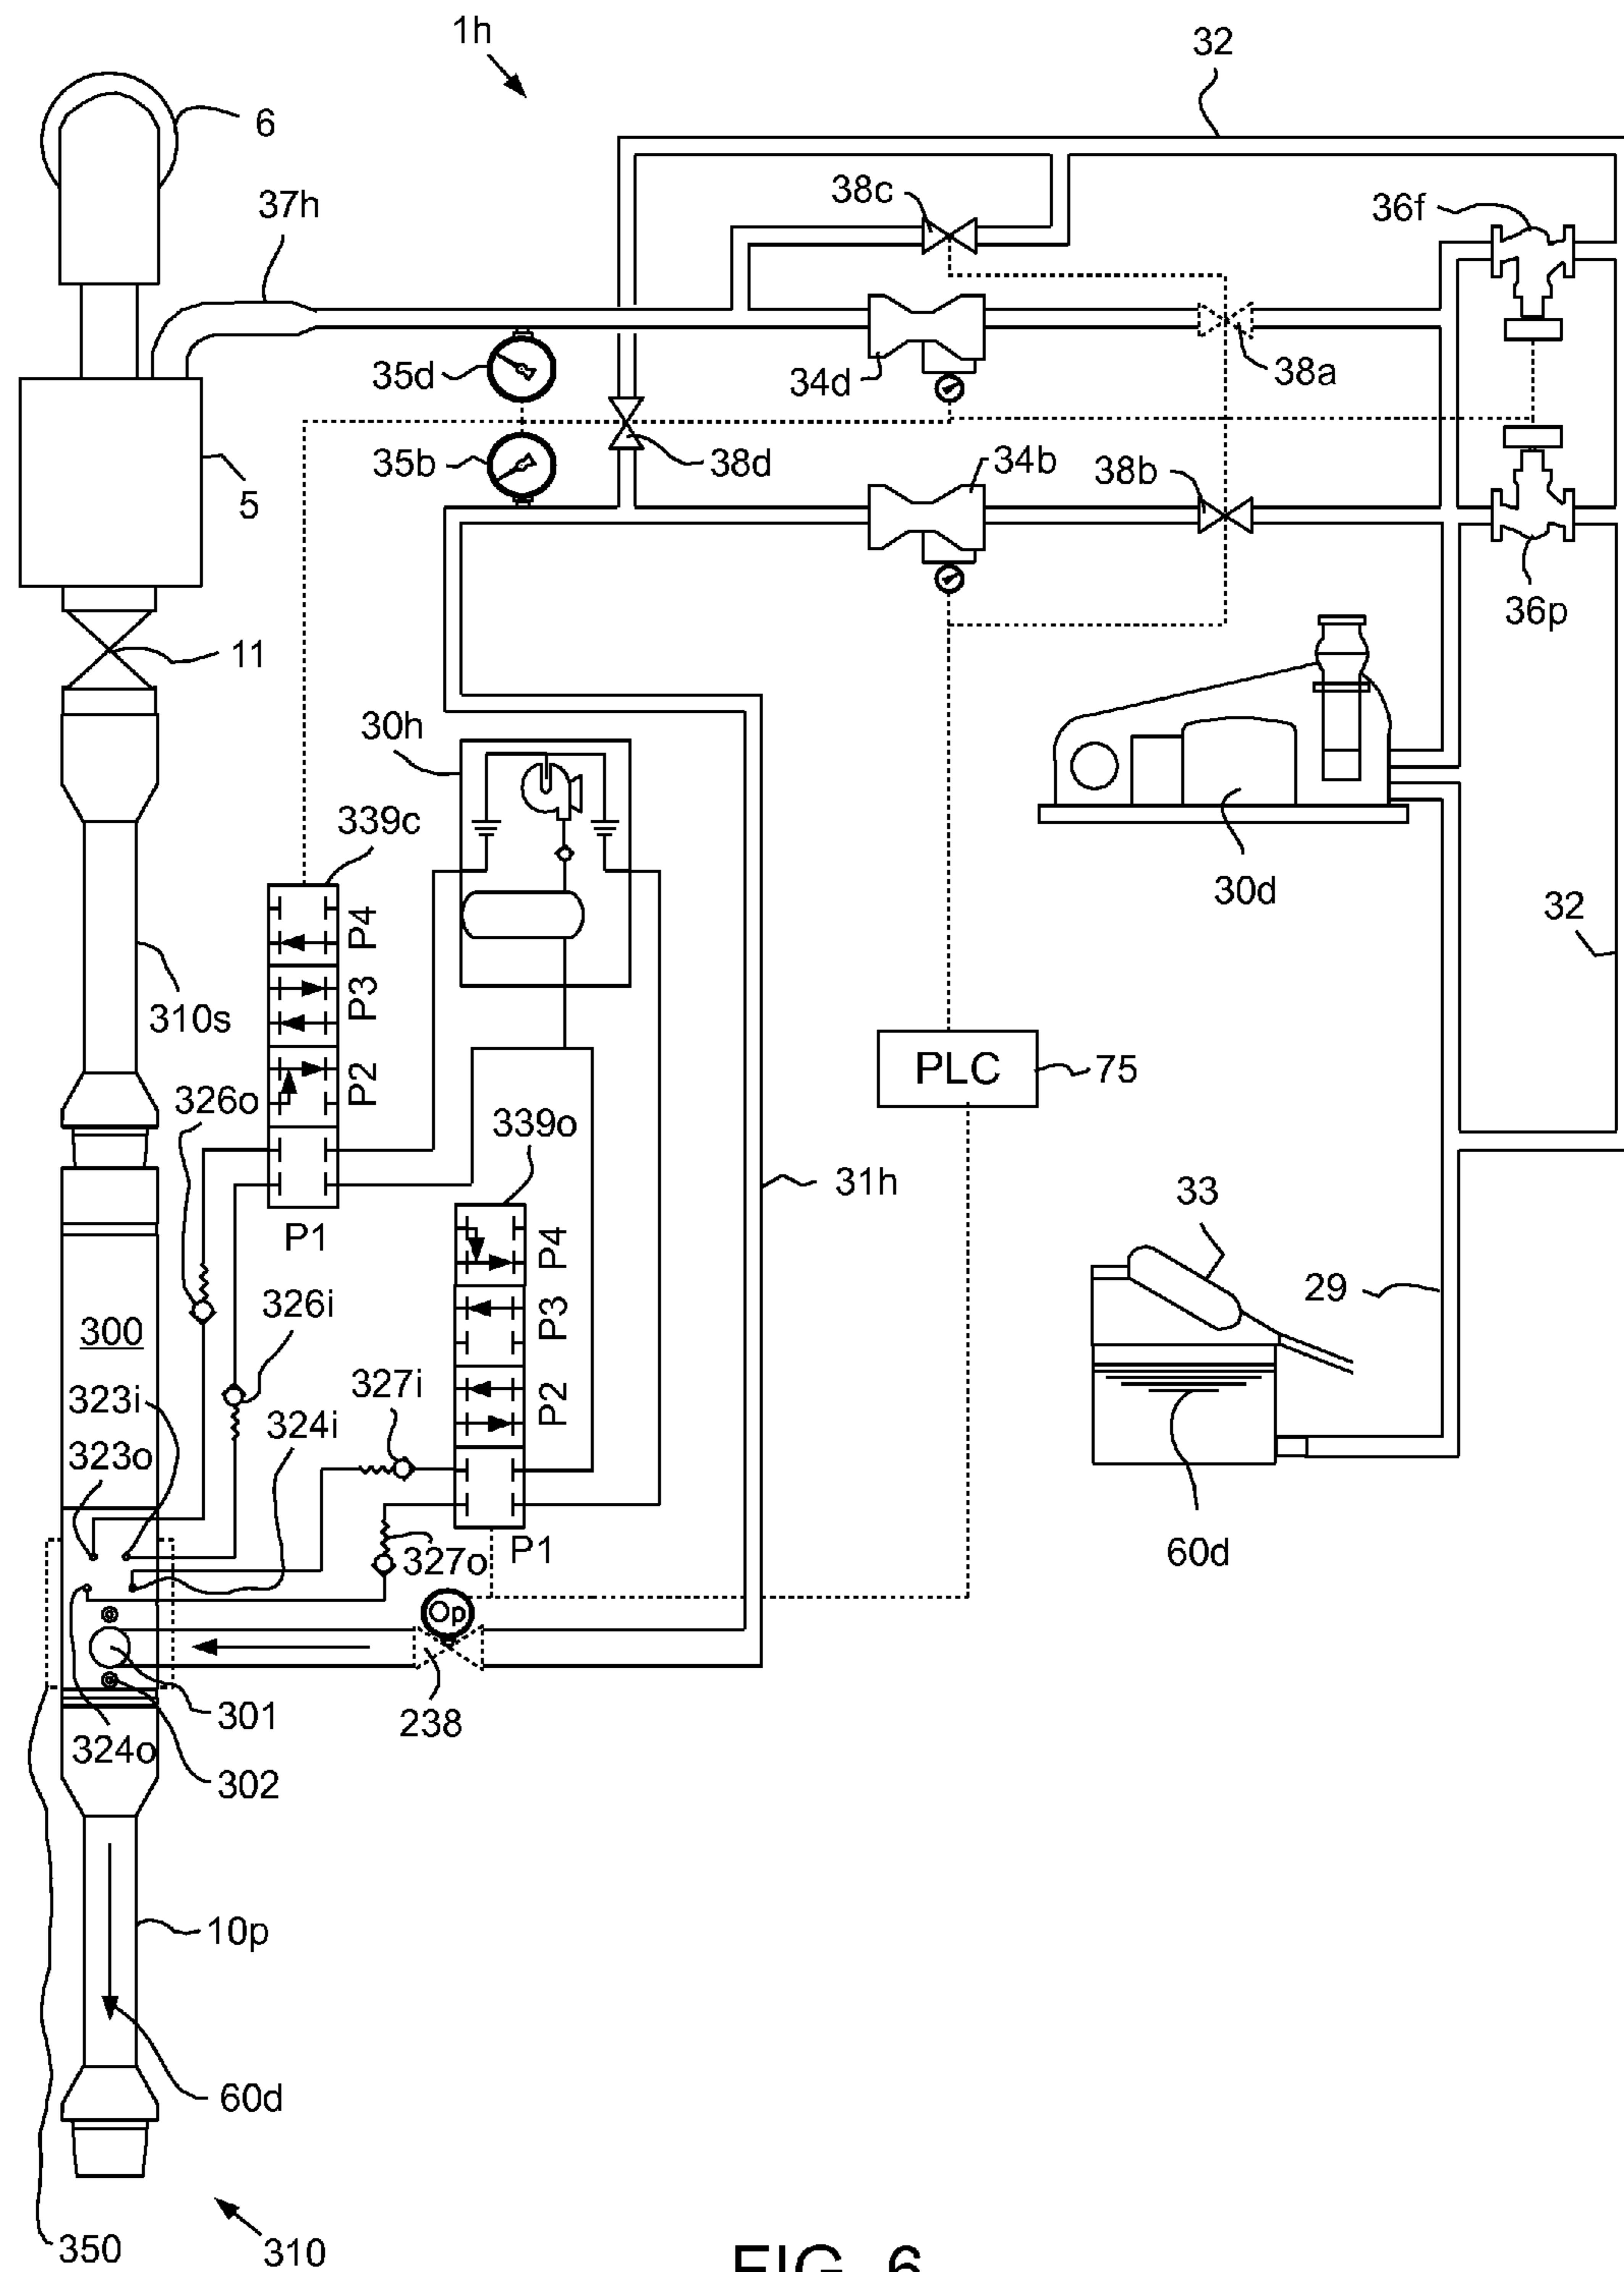 1h
32
6
38c
36f
37h
35d
34d
38a
35b
38d
34b
38b
5
36p
11
30h
339c
30d
P4
32
P3
310s
P2
PLC
75
326o
339o
31h
33
P1
P4
29
300
326i
P3
323i
327i
P2
323o
324i
327o
P1
60d
Op
301
238
324o
302
10p
60d
350
310
FIG. 6